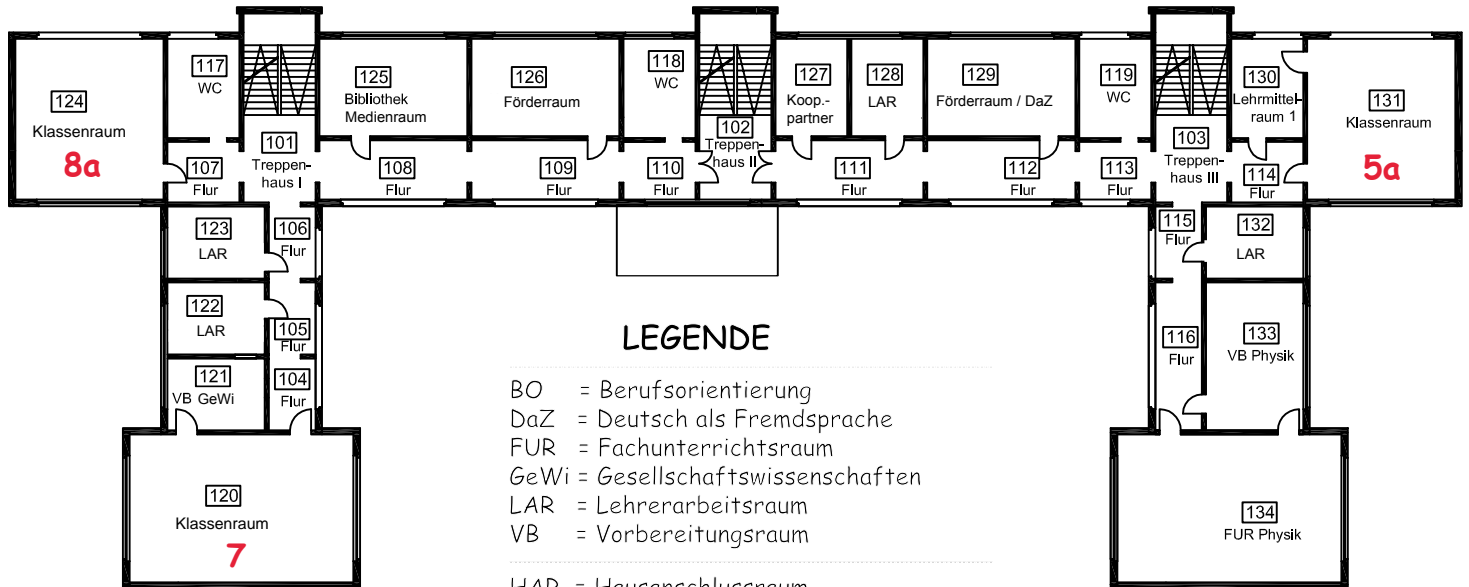 124
Klassenraum
8a
117
WC
101
Treppen-
haus I
107
Flur
125
Bibliothek
Medienraum
108
Flur
126
Förderraum
109
Flur
118
WC
110
Flur
102
Treppen-
haus II
127
Koop.-
partner
128
LAR
111
Flur
129
Förderraum / DaZ
112
Flur
119
WC
113
Flur
103
Treppen-
haus III
130
Lehrmittel-
raum 1
114
Flur
131
Klassenraum
5a
123
LAR
106
Flur
122
LAR
105
Flur
121
VB GeWi
104
Flur
120
Klassenraum
7
115
Flur
132
LAR
116
Flur
133
VB Physik
134
FUR Physik
LEGENDE
BO = Berufsorientierung
DaZ = Deutsch als Fremdsprache
FUR = Fachunterrichtsraum
GeWi = Gesellschaftswissenschaften
LAR = Lehrerarbeitsraum
VB = Vorbereitungsraum
HAR = Hausanschlussraum